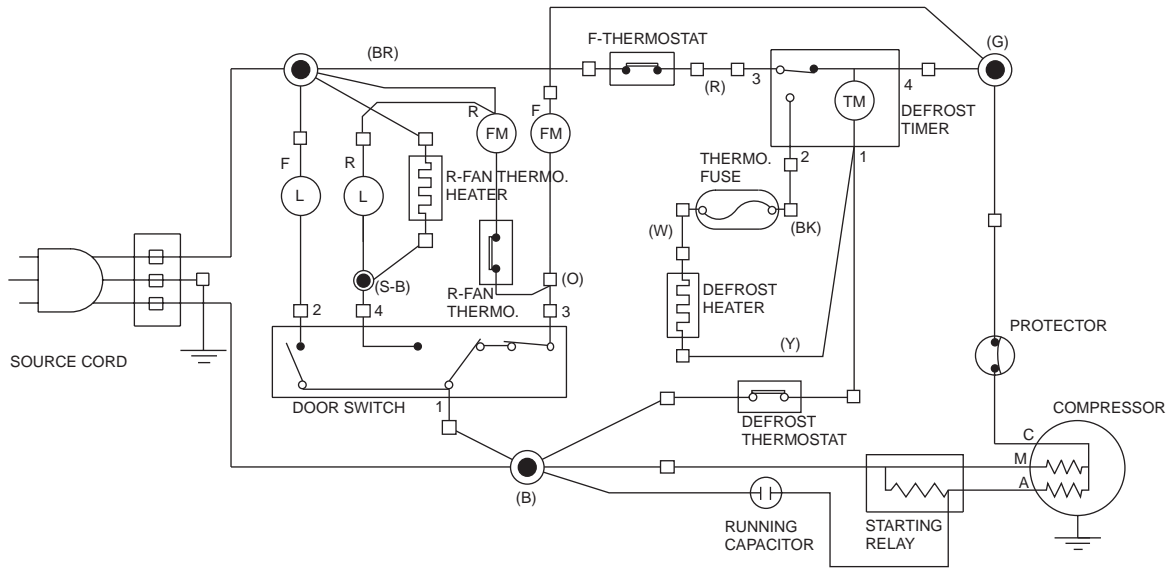 (G)
F-THERMOSTAT
(BR)
(R)
3
4
TM
DEFROST
TIMER
R
FM
F
FM
2
1
THERMO.
FUSE
F
R
R-FAN THERMO.
HEATER
L
L
(BK)
(W)
(S-B)
(O)
R-FAN
THERMO.
DEFROST
HEATER
2
4
3
(Y)
PROTECTOR
SOURCE CORD
DOOR SWITCH
1
DEFROST
THERMOSTAT
COMPRESSOR
C
M
A
(B)
RUNNING
CAPACITOR
STARTING
RELAY